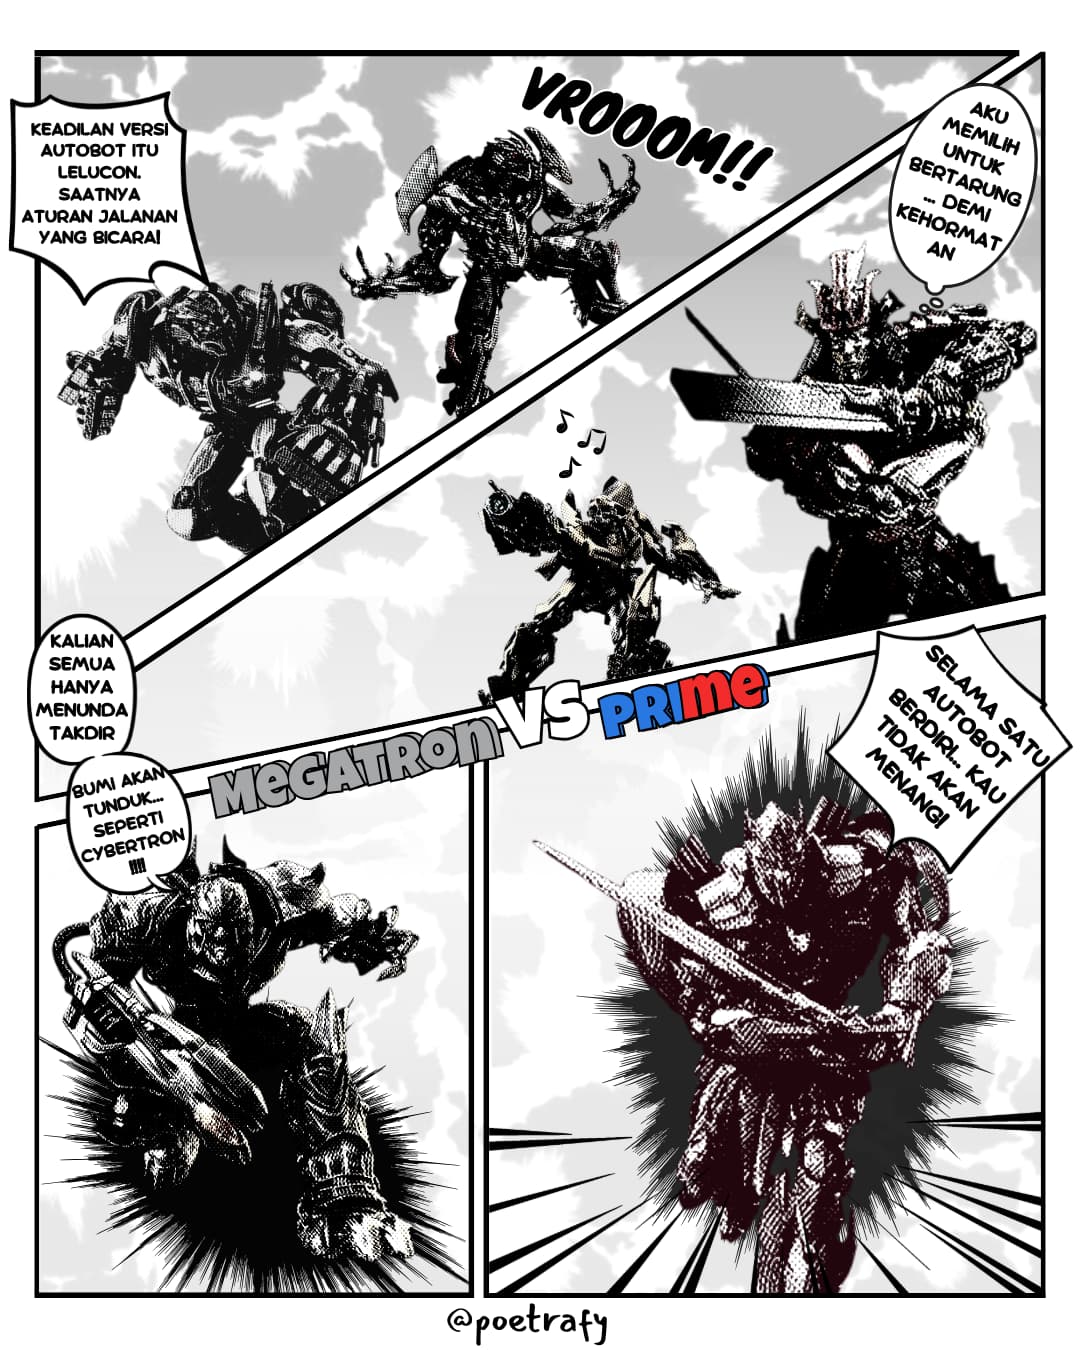 VROOOM!!
KEADILAN VERSI
AUTOBOT ITU
LELUCON.
SAATNYA
ATURAN JALANAN
YANG BICARA!
AKU
MEMILIH
UNTUK
BERTARUNG
... DEMI
KEHORMAT
AN
KALIAN
SEMUA
HANYA
MENUNDA
TAKDIR
MEGATRON VS PRIME
BUMI AKAN
TUNDUK...
SEPERTI
CYBERTRON
!!!!
SELAMA SATU
AUTOBOT
BERDIRI... KAU
TIDAK AKAN
MENANG!
@poetrafy